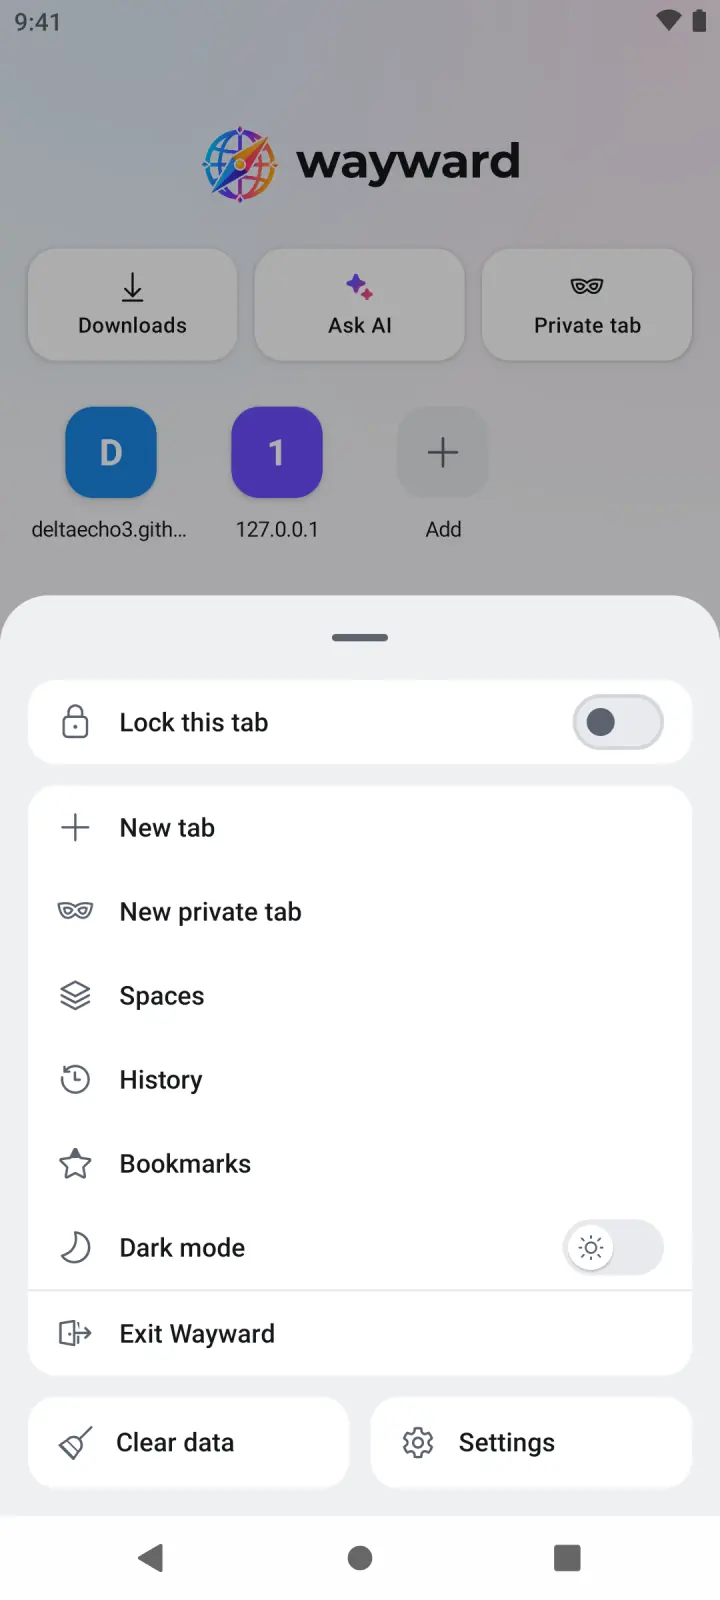 9:41
wayward
Downloads
Ask AI
Private tab
D
1
deltaecho3.gith...
127.0.0.1
Add
Lock this tab
New tab
New private tab
Spaces
History
Bookmarks
Dark mode
Exit Wayward
Clear data
Settings